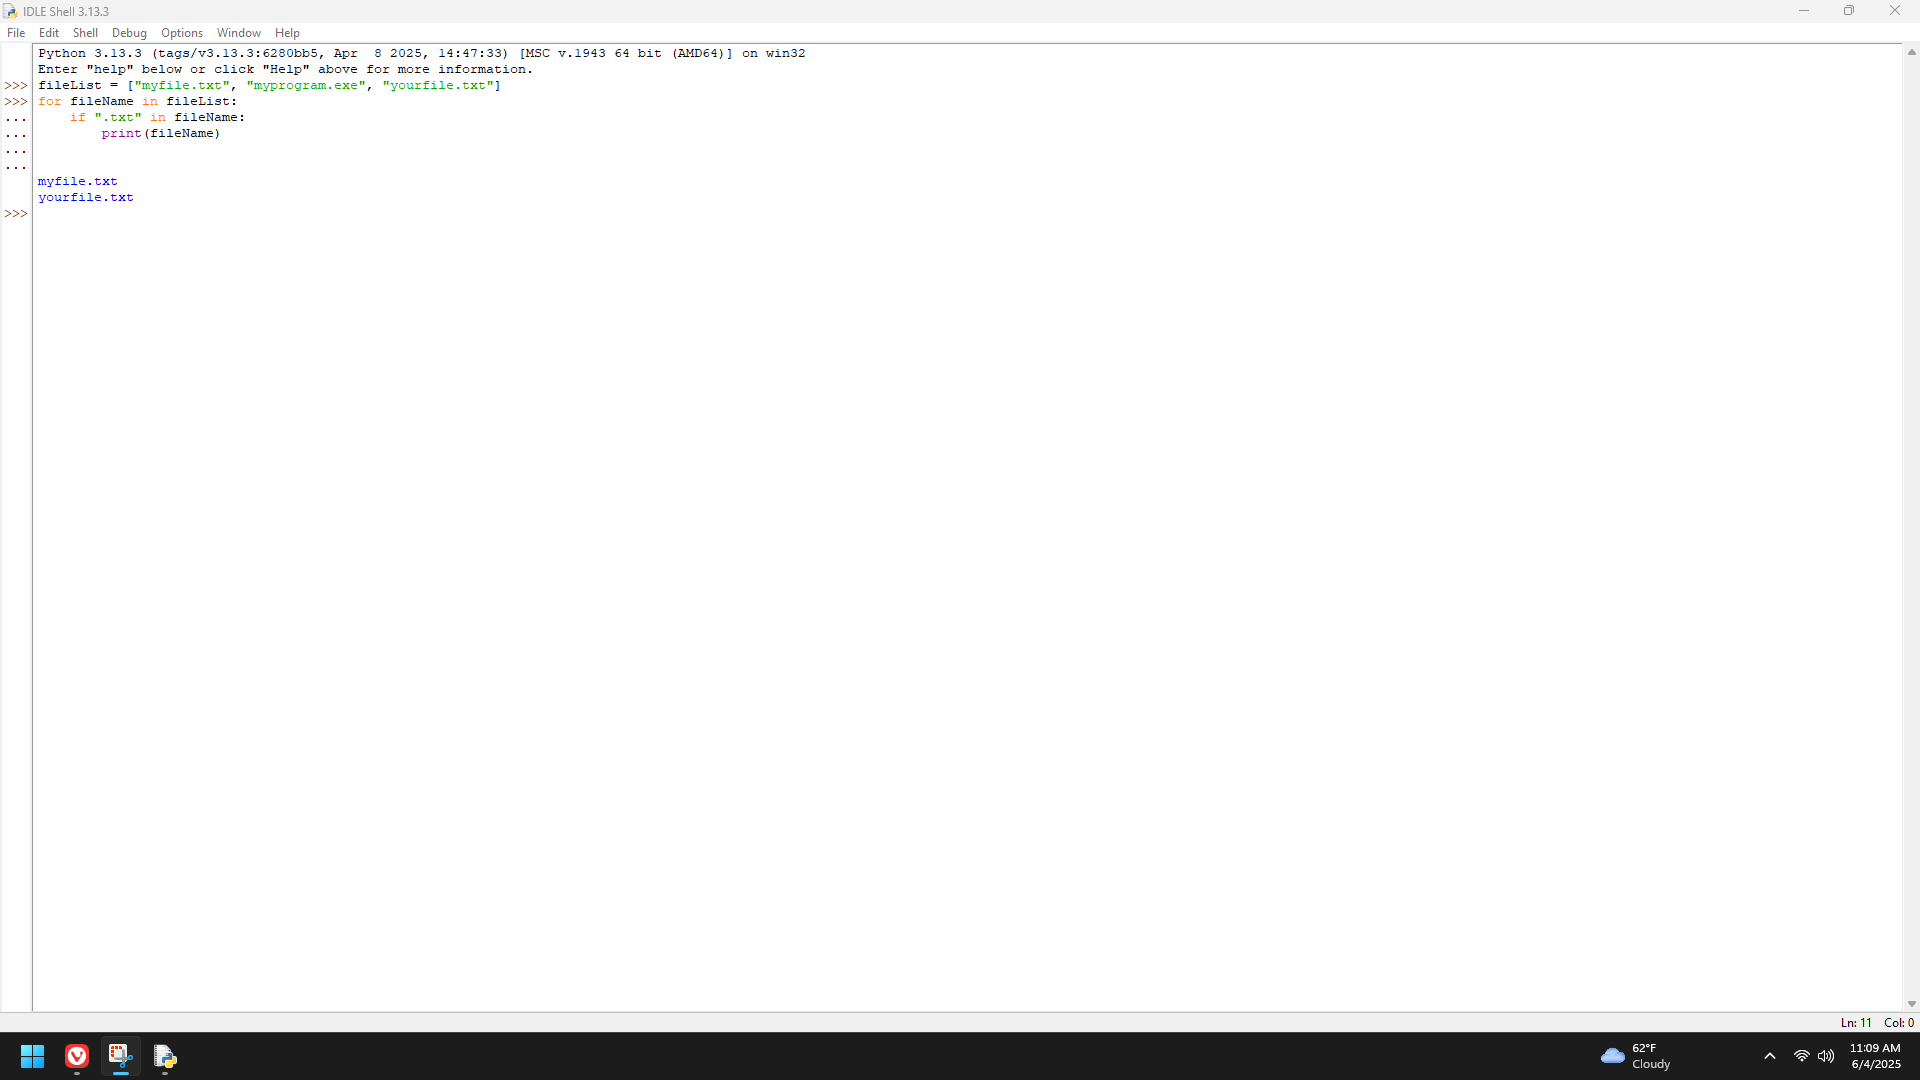 IDLE Shell 3.13.3
File Edit Shell Debug Options Window Help
Python 3.13.3 (tags/v3.13.3:6280bb5, Apr  8 2025, 14:47:33) [MSC v.1943 64 bit (AMD64)] on win32
Enter "help" below or click "Help" above for more information.
>>> fileList = ["myfile.txt", "myprogram.exe", "yourfile.txt"]
>>> for fileName in fileList:
...     if ".txt" in fileName:
...         print(fileName)
...
...
myfile.txt
yourfile.txt
>>>
Ln: 11 Col: 0
62°F
Cloudy
11:09 AM
6/4/2025